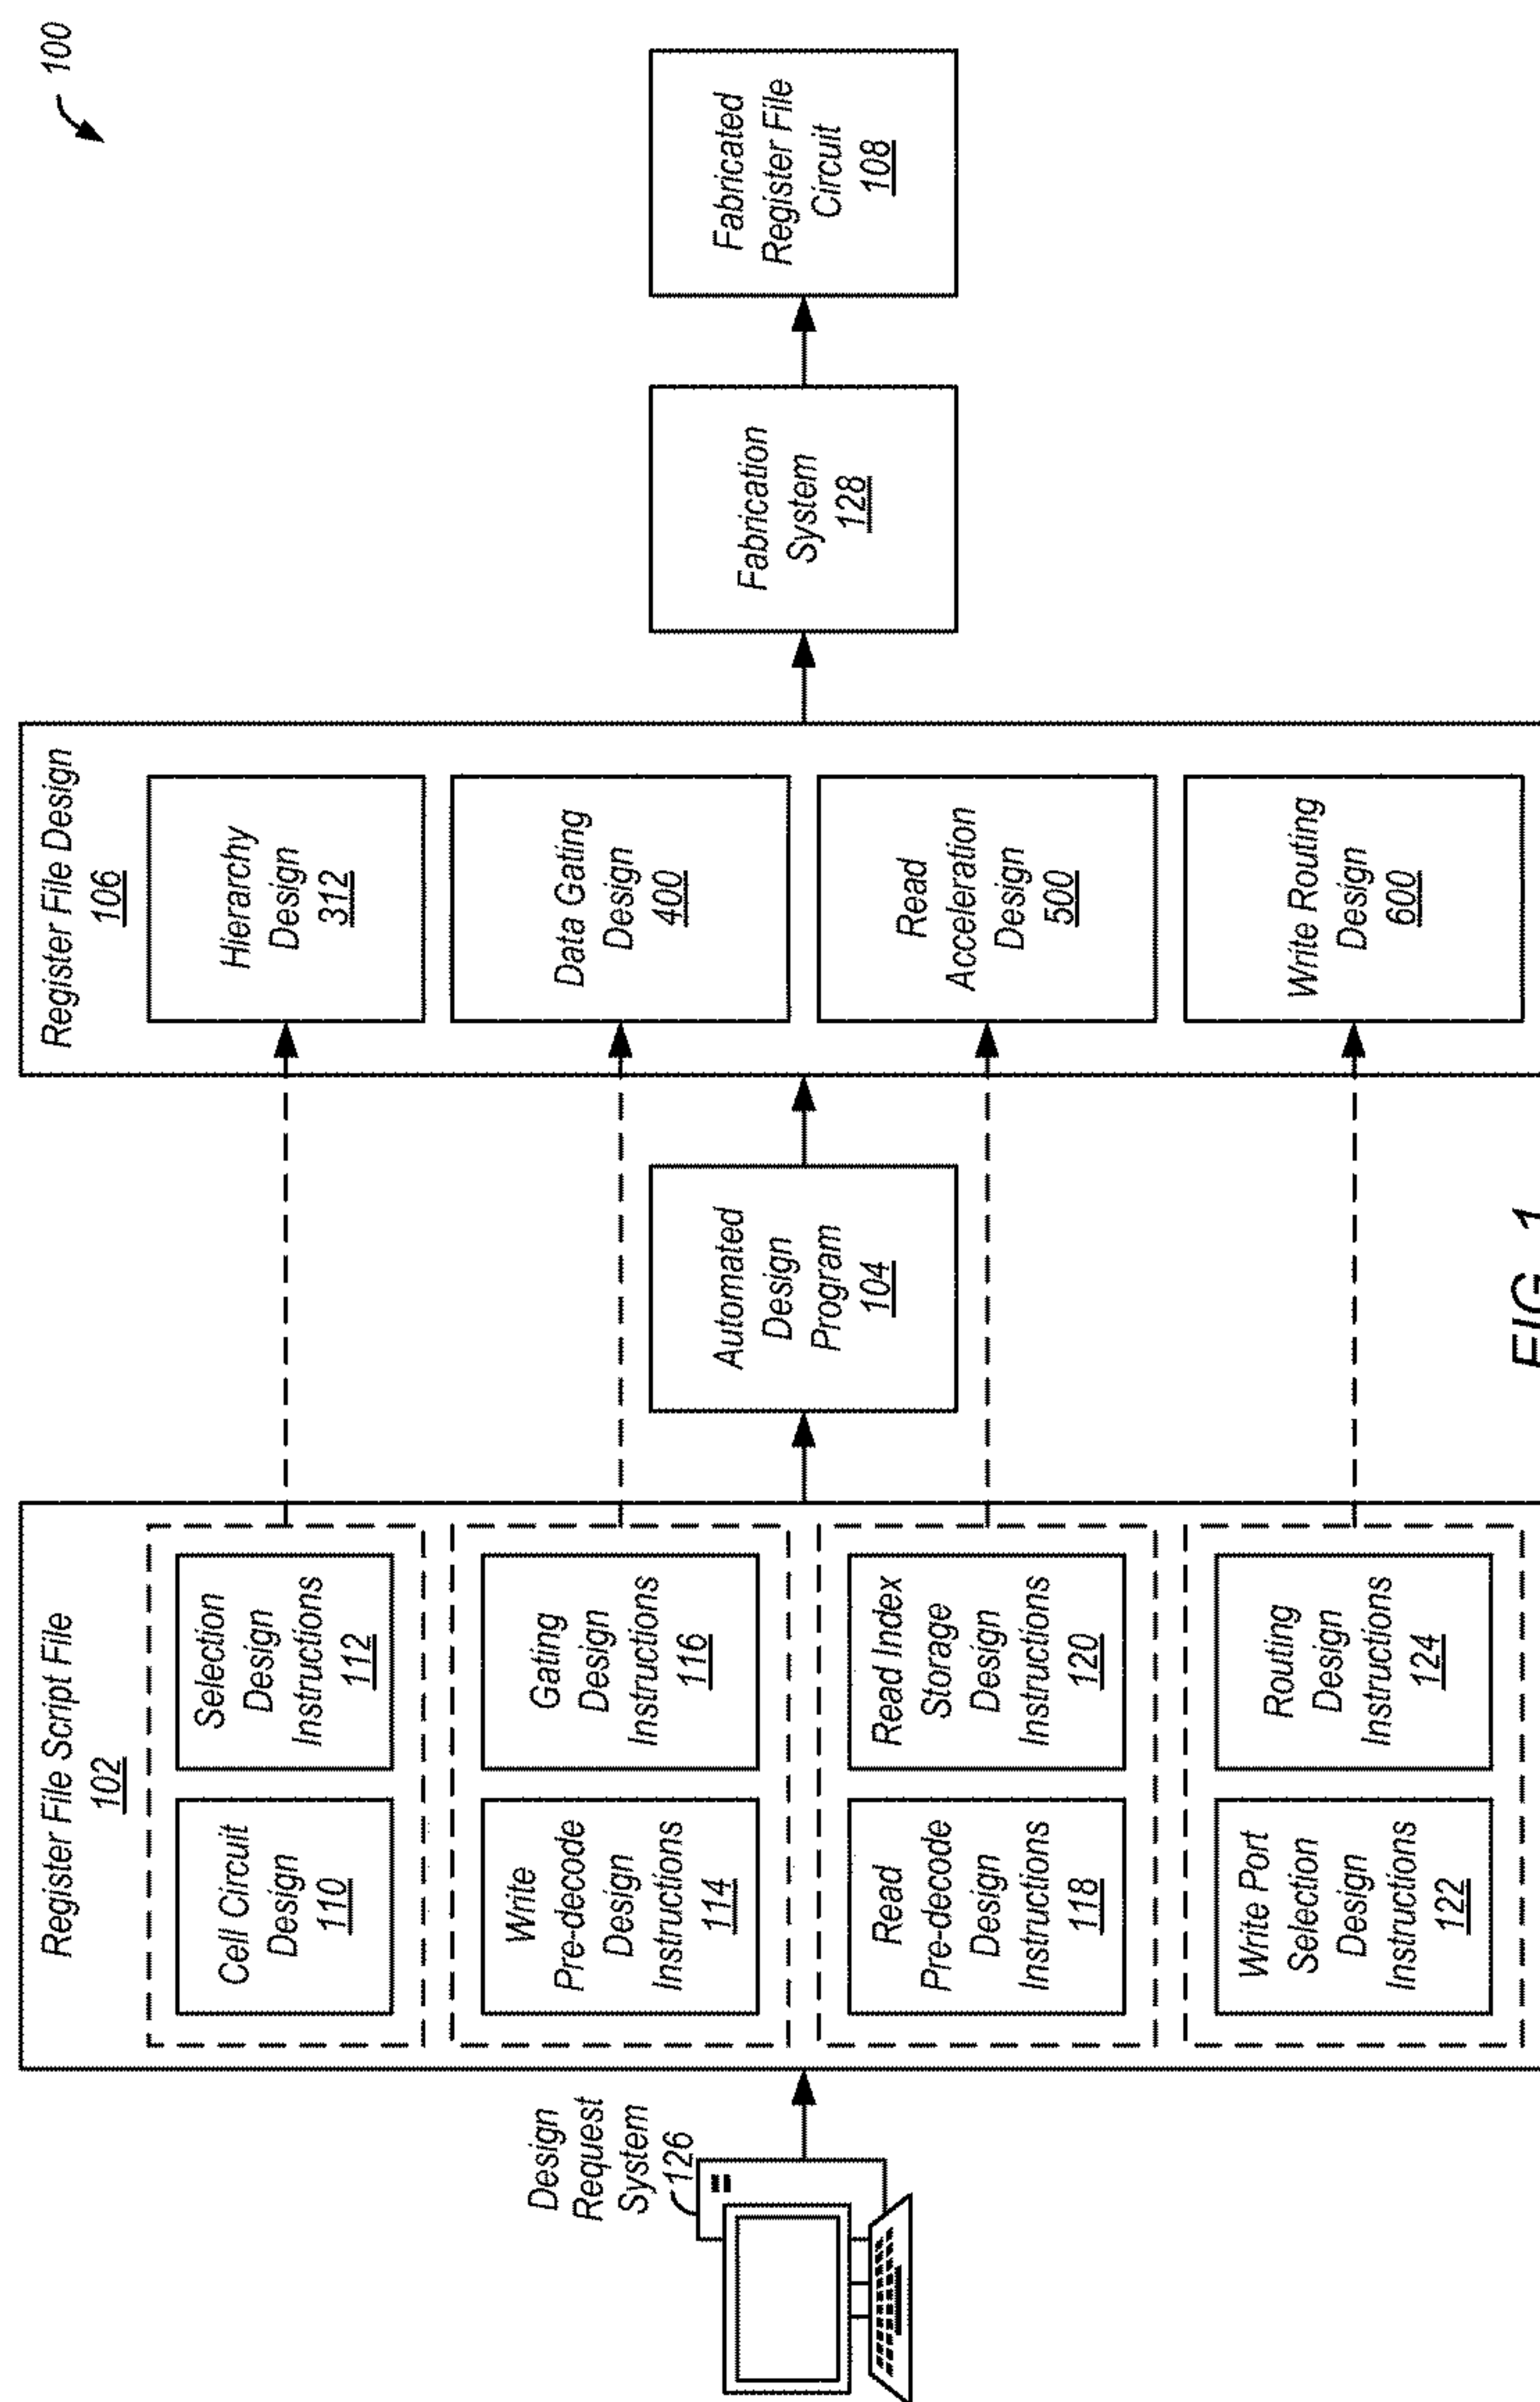 100
Design
Request
System
126
Register File Script File
102
Cell Circuit
Design
110
Selection
Design
Instructions
112
Write
Pre-decode
Design
Instructions
114
Gating
Design
Instructions
116
Read
Pre-decode
Design
Instructions
118
Read Index
Storage
Design
Instructions
120
Write Port
Selection
Design
Instructions
122
Routing
Design
Instructions
124
Automated
Design
Program
104
Register File Design
106
Hierarchy
Design
312
Data Gating
Design
400
Read
Acceleration
Design
500
Write Routing
Design
600
Fabrication
System
128
Fabricated
Register File
Circuit
108
FIG. 1